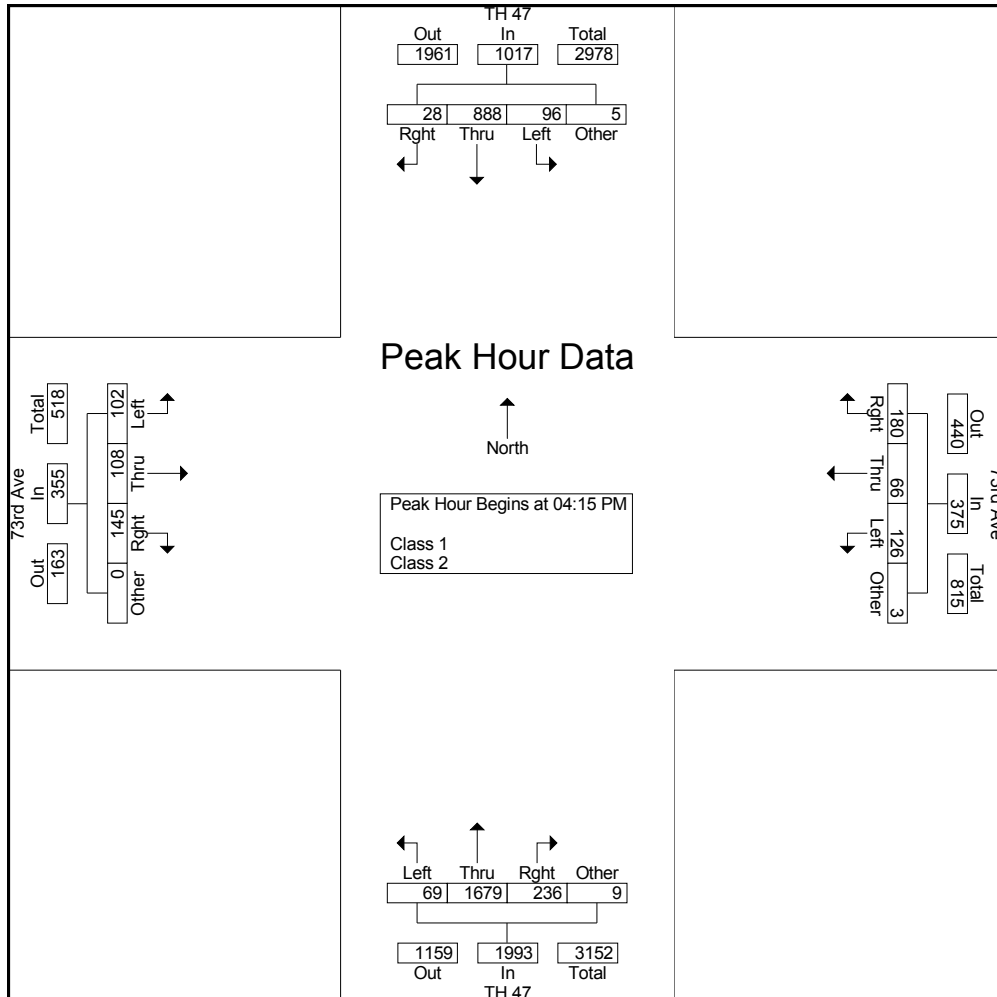 TH 47
Out In Total
1961 1017 2978
28 888 96 5
Rght Thru Left Other
Peak Hour Data
North
Peak Hour Begins at 04:15 PM
Class 1
Class 2
73rd Ave
Total In Out
518 355 163
102 108 145 0
Left Thru Rght Other
Rght Thru Left Other
180 66 126 3
440 375 815
Out In Total
73rd Ave
Left Thru Rght Other
69 1679 236 9
1159 1993 3152
Out In Total
TH 47